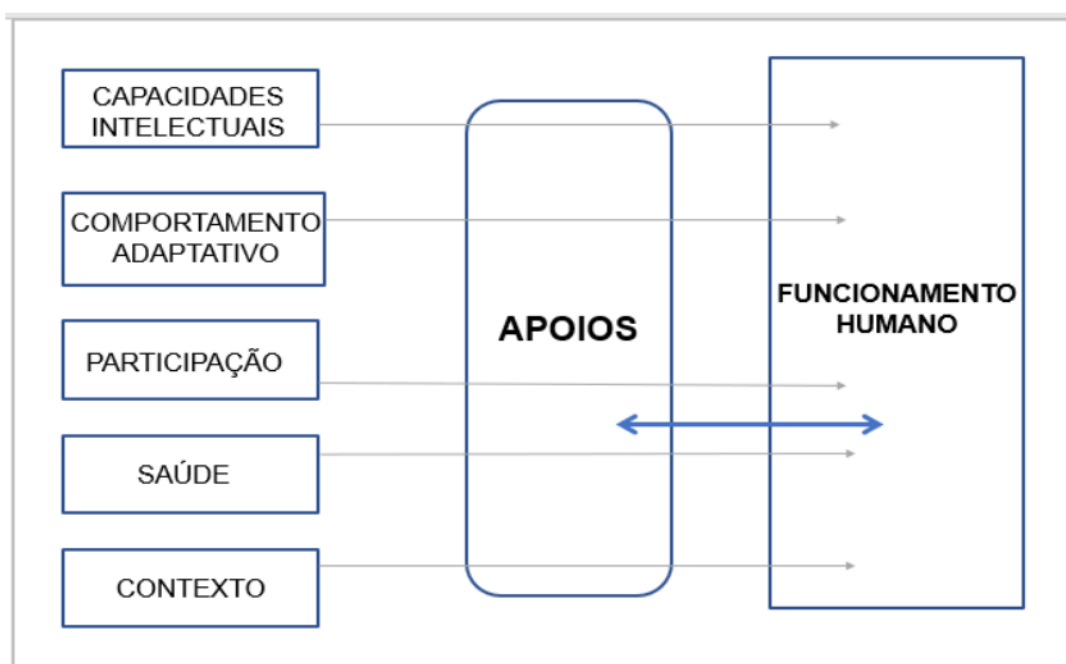 CAPACIDADES
INTELECTUAIS
COMPORTAMENTO
ADAPTATIVO
PARTICIPAÇÃO
SAÚDE
CONTEXTO
APOIOS
FUNCIONAMENTO
HUMANO